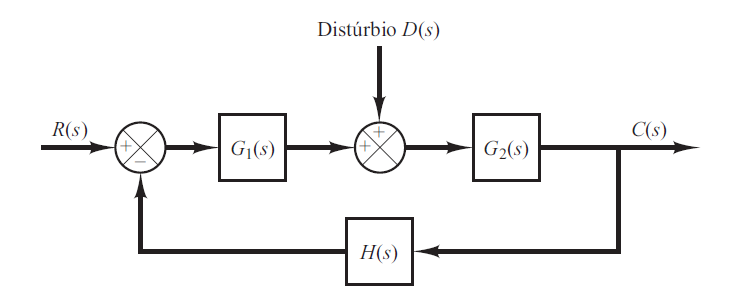 Distúrbio D(s)
R(s)
C(s)
+
+
+
−
G₁(s)
G₂(s)
H(s)